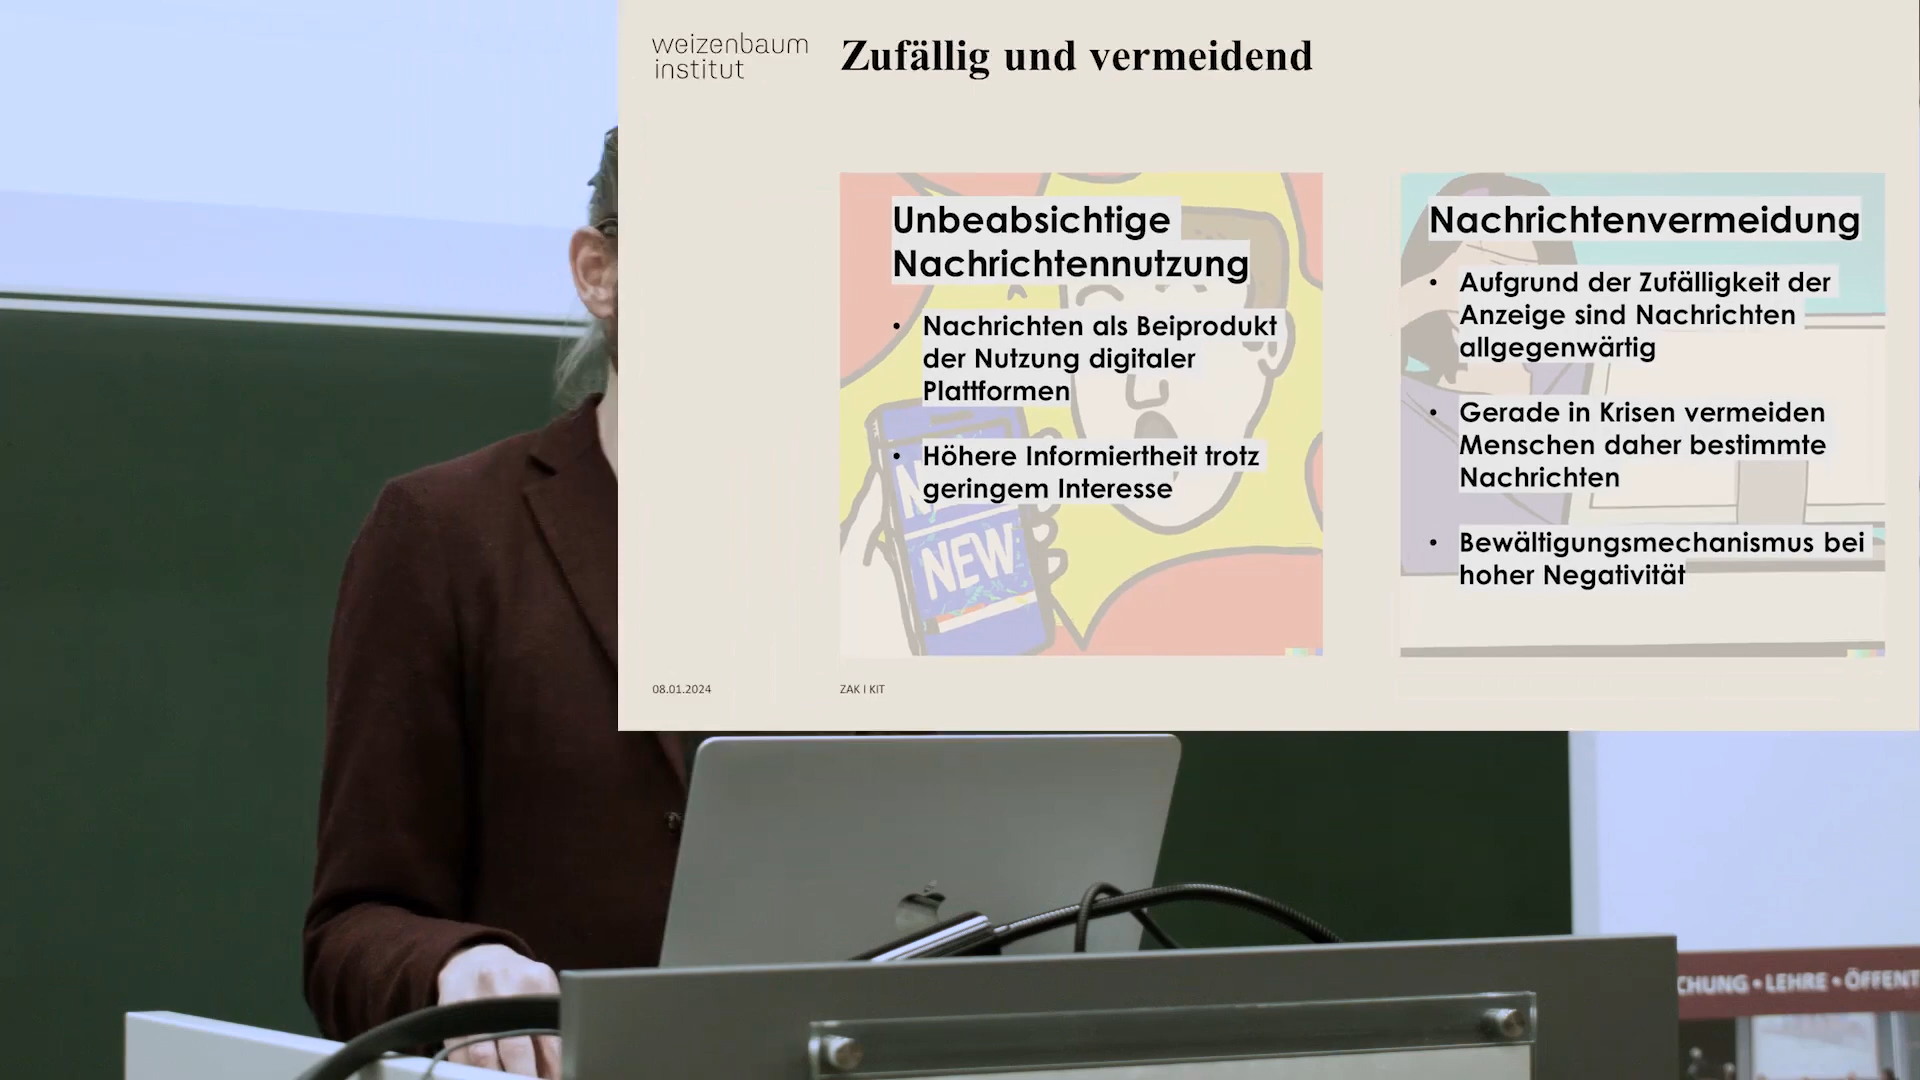 weizenbaum
institut
Zufällig und vermeidend
Unbeabsichtige
Nachrichtennutzung
• Nachrichten als Beiprodukt
der Nutzung digitaler
Plattformen
• Höhere Informiertheit trotz
geringem Interesse
NEW
Nachrichtenvermeidung
• Aufgrund der Zufälligkeit der
Anzeige sind Nachrichten
allgegenwärtig
• Gerade in Krisen vermeiden
Menschen daher bestimmte
Nachrichten
• Bewältigungsmechanismus bei
hoher Negativität
08.01.2024
ZAK I KIT
CHUNG • LEHRE • ÖFFENT